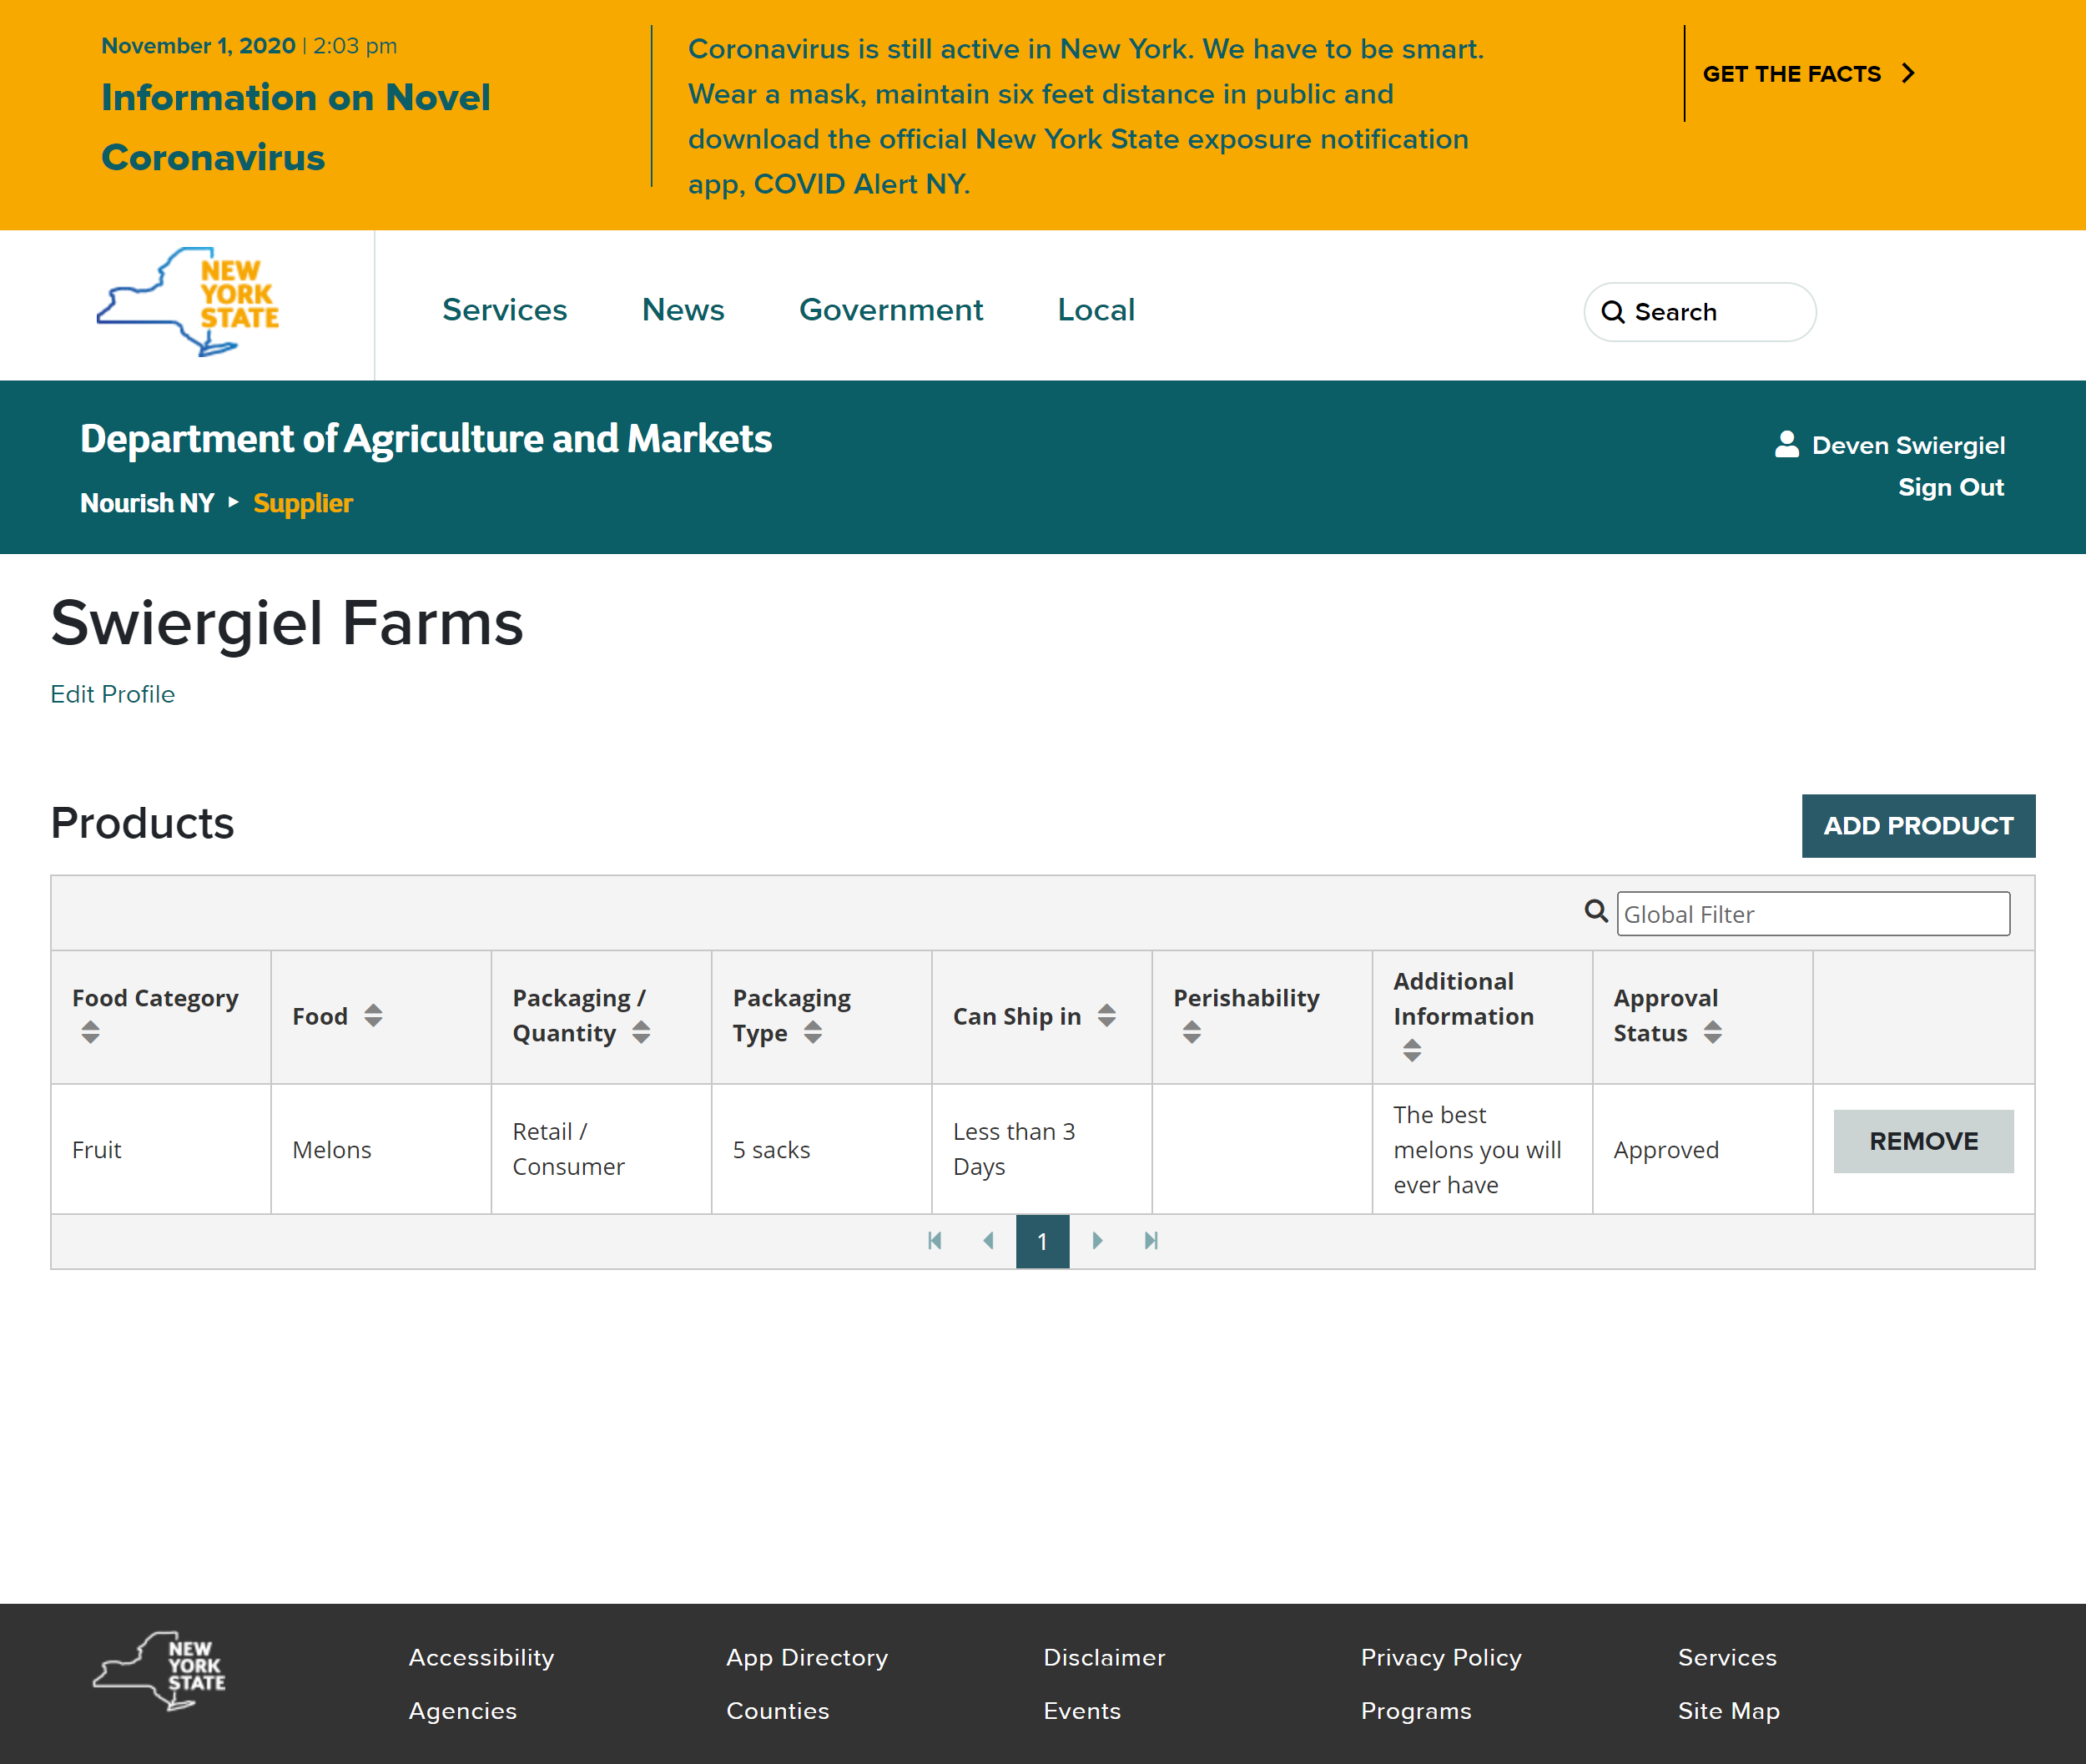 November 1, 2020 | 2:03 pm
Information on Novel
Coronavirus
Coronavirus is still active in New York. We have to be smart.
Wear a mask, maintain six feet distance in public and
download the official New York State exposure notification
app, COVID Alert NY.
GET THE FACTS
NEW
YORK
STATE
Services
News
Government
Local
Search
Department of Agriculture and Markets
Nourish NY
Supplier
Deven Swiergiel
Sign Out
Swiergiel Farms
Edit Profile
Products
ADD PRODUCT
Global Filter
Food Category
Food
Packaging /
Quantity
Packaging
Type
Can Ship in
Perishability
Additional
Information
Approval
Status
Fruit
Melons
Retail /
Consumer
5 sacks
Less than 3
Days
The best
melons you will
ever have
Approved
REMOVE
1
NEW
YORK
STATE
Accessibility
App Directory
Disclaimer
Privacy Policy
Services
Agencies
Counties
Events
Programs
Site Map